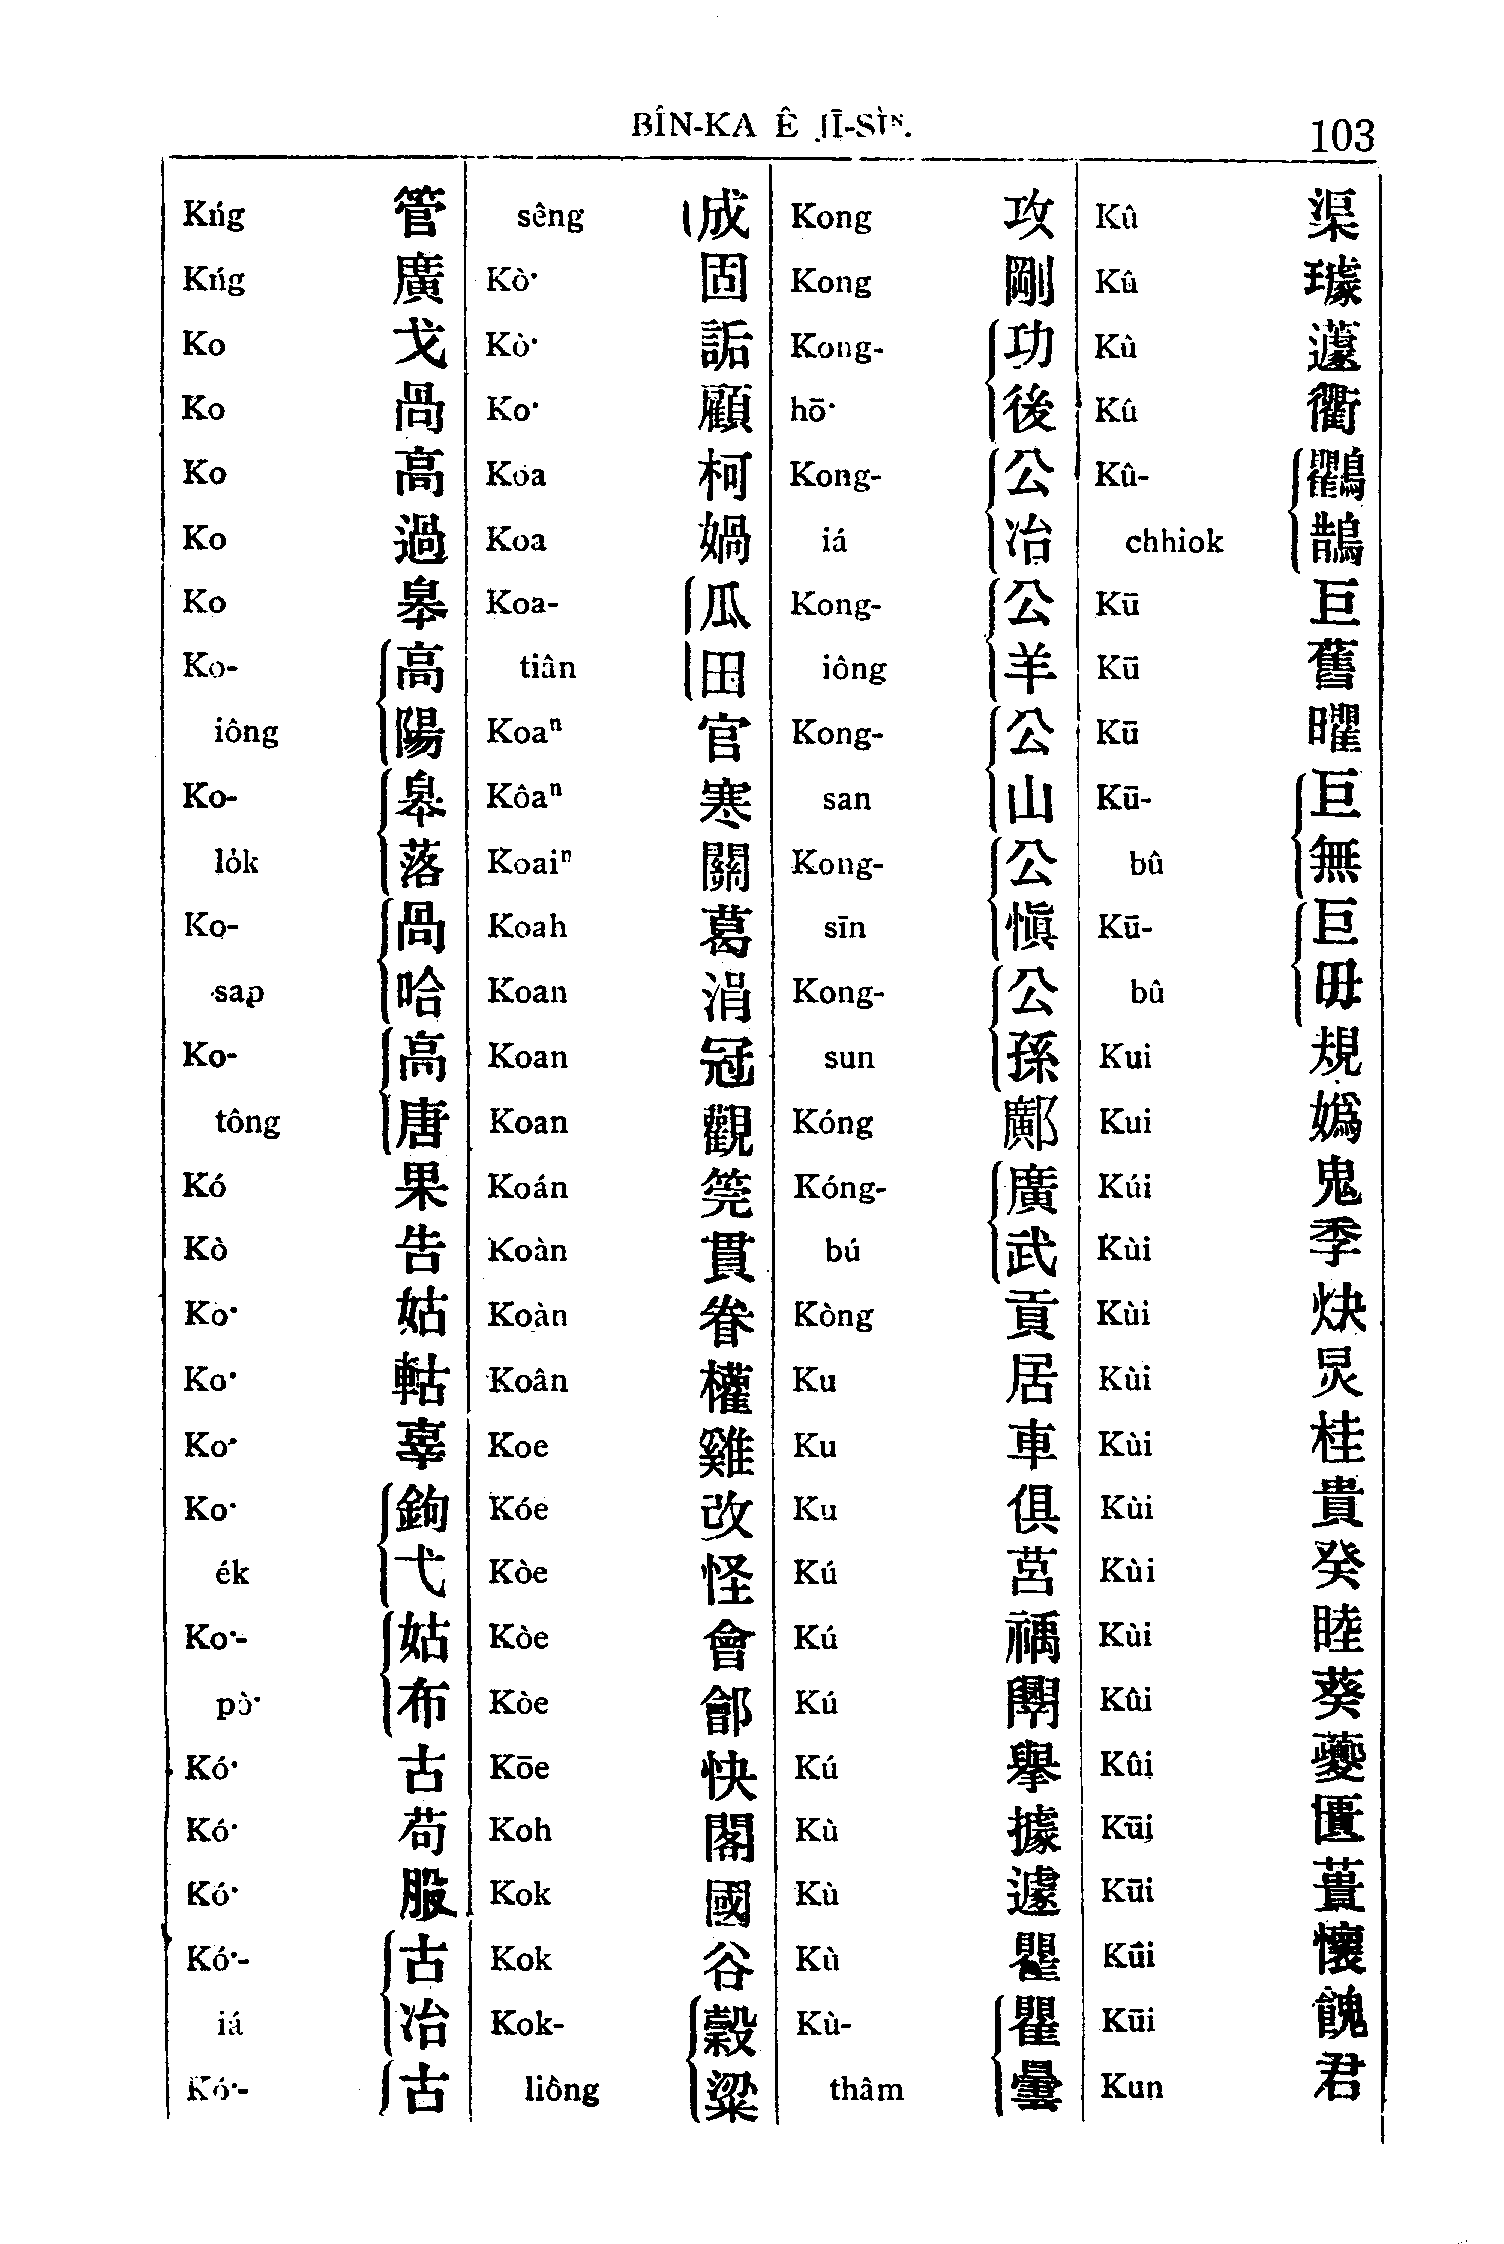 BÍN-KA Ê JĪ-SÌᴺ.
103
Kńg 管
Kńg 廣
Ko 戈
Ko 咼
Ko 高
Ko 過
Ko 皋
Ko- 高
iông 陽
Ko- 皋
lo̍k 落
Ko- 咼
sap 哈
Ko- 高
tông 唐
Kó 果
Kò 告
Ko͘ 姑
Ko͘ 軲
Ko͘ 辜
Ko͘ 鉤
ék 弋
Ko͘- 姑
pò͘ 布
Kó͘ 古
Kó͘ 苟
Kó͘ 股
Kó͘- 古
iá 冶
Kó͘- 古
sêng 成
Kò͘ 固
Kò͘ 詬
Ko͘ 顧
Koa 柯
Koa 媧
Koa- 瓜
tiân 田
Koaⁿ 官
Kôaⁿ 寒
Koaiⁿ 關
Koah 葛
Koan 涓
Koan 冠
Koan 觀
Koán 筦
Koàn 貫
Koàn 眷
Koân 權
Koe 雞
Kóe 改
Kòe 怪
Kòe 會
Kòe 鄶
Kōe 快
Koh 閣
Kok 國
Kok 谷
Kok- 穀
liông 粱
Kong 攻
Kong 剛
Kong- 功
hō͘ 後
Kong- 公
iá 冶
Kong- 公
iông 羊
Kong- 公
san 山
Kong- 公
sīn 愼
Kong- 公
sun 孫
Kóng 鄺
Kóng- 廣
bú 武
Kòng 貢
Ku 居
Ku 車
Ku 俱
Kú 莒
Kú 祤
Kú
Kú 擧
Kù 據
Kù 遽
Kù 瞿
Kù- 瞿
thâm 曇
Kû 渠
Kû 璩
Kû 蘧
Kû 衢
Kû- 鸜
chhiok 鵲
Kū 巨
Kū 舊
Kū 曜
Kū- 巨
bû 無
Kū- 巨
bû 毋
Kui 規
Kui 嬀
Kúi 鬼
Kùi 季
Kùi 炔
Kùi 炅
Kùi 桂
Kùi 貴
Kùi 癸
Kùi 眭
Kûi 葵
Kûi 夔
Kūi 匱
Kūi 蕢
Kūi 懷
Kūi 餽
Kun 君